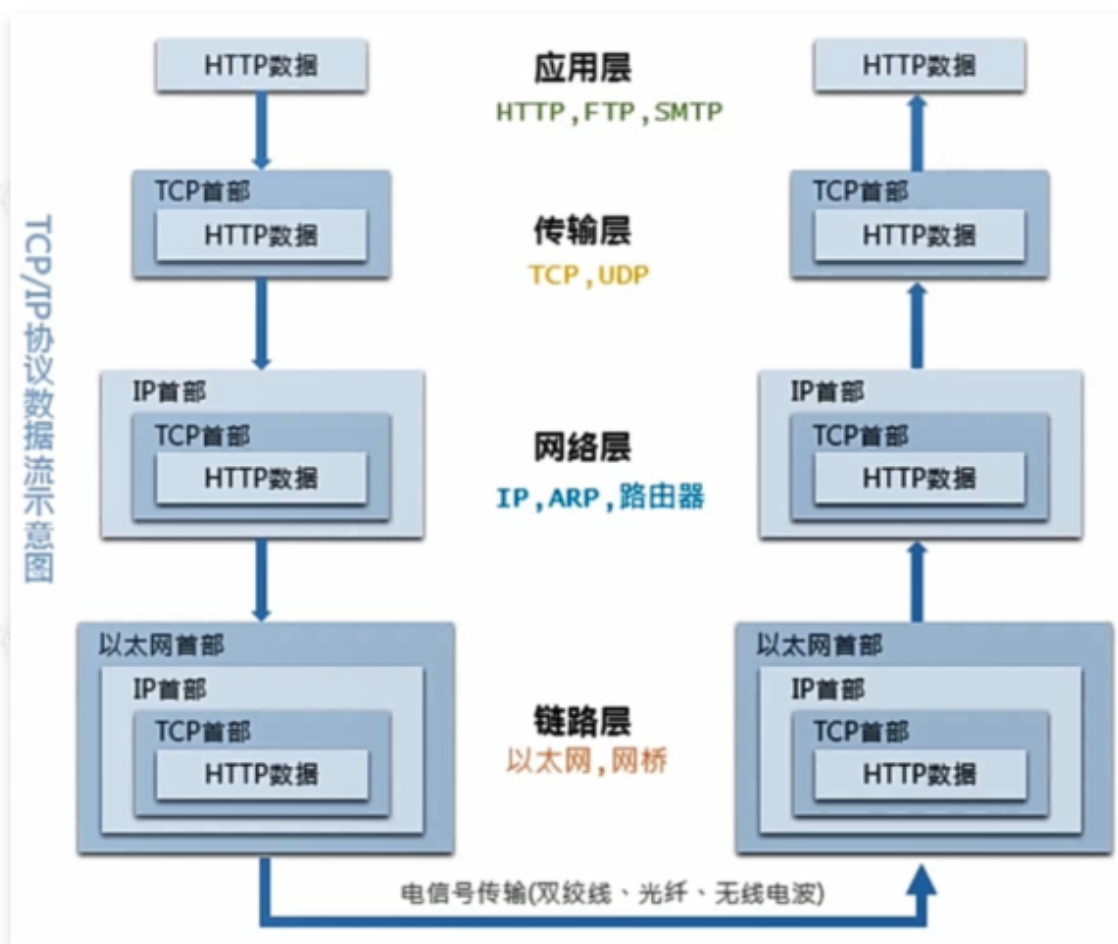 TCP/IP协议数据流示意图
HTTP数据
应用层
HTTP数据
HTTP,FTP,SMTP
TCP首部
TCP首部
HTTP数据
传输层
HTTP数据
TCP,UDP
IP首部
IP首部
TCP首部
网络层
TCP首部
HTTP数据
HTTP数据
IP,ARP,路由器
以太网首部
以太网首部
IP首部
IP首部
TCP首部
链路层
TCP首部
HTTP数据
以太网,网桥
HTTP数据
电信号传输(双绞线、光纤、无线电波)